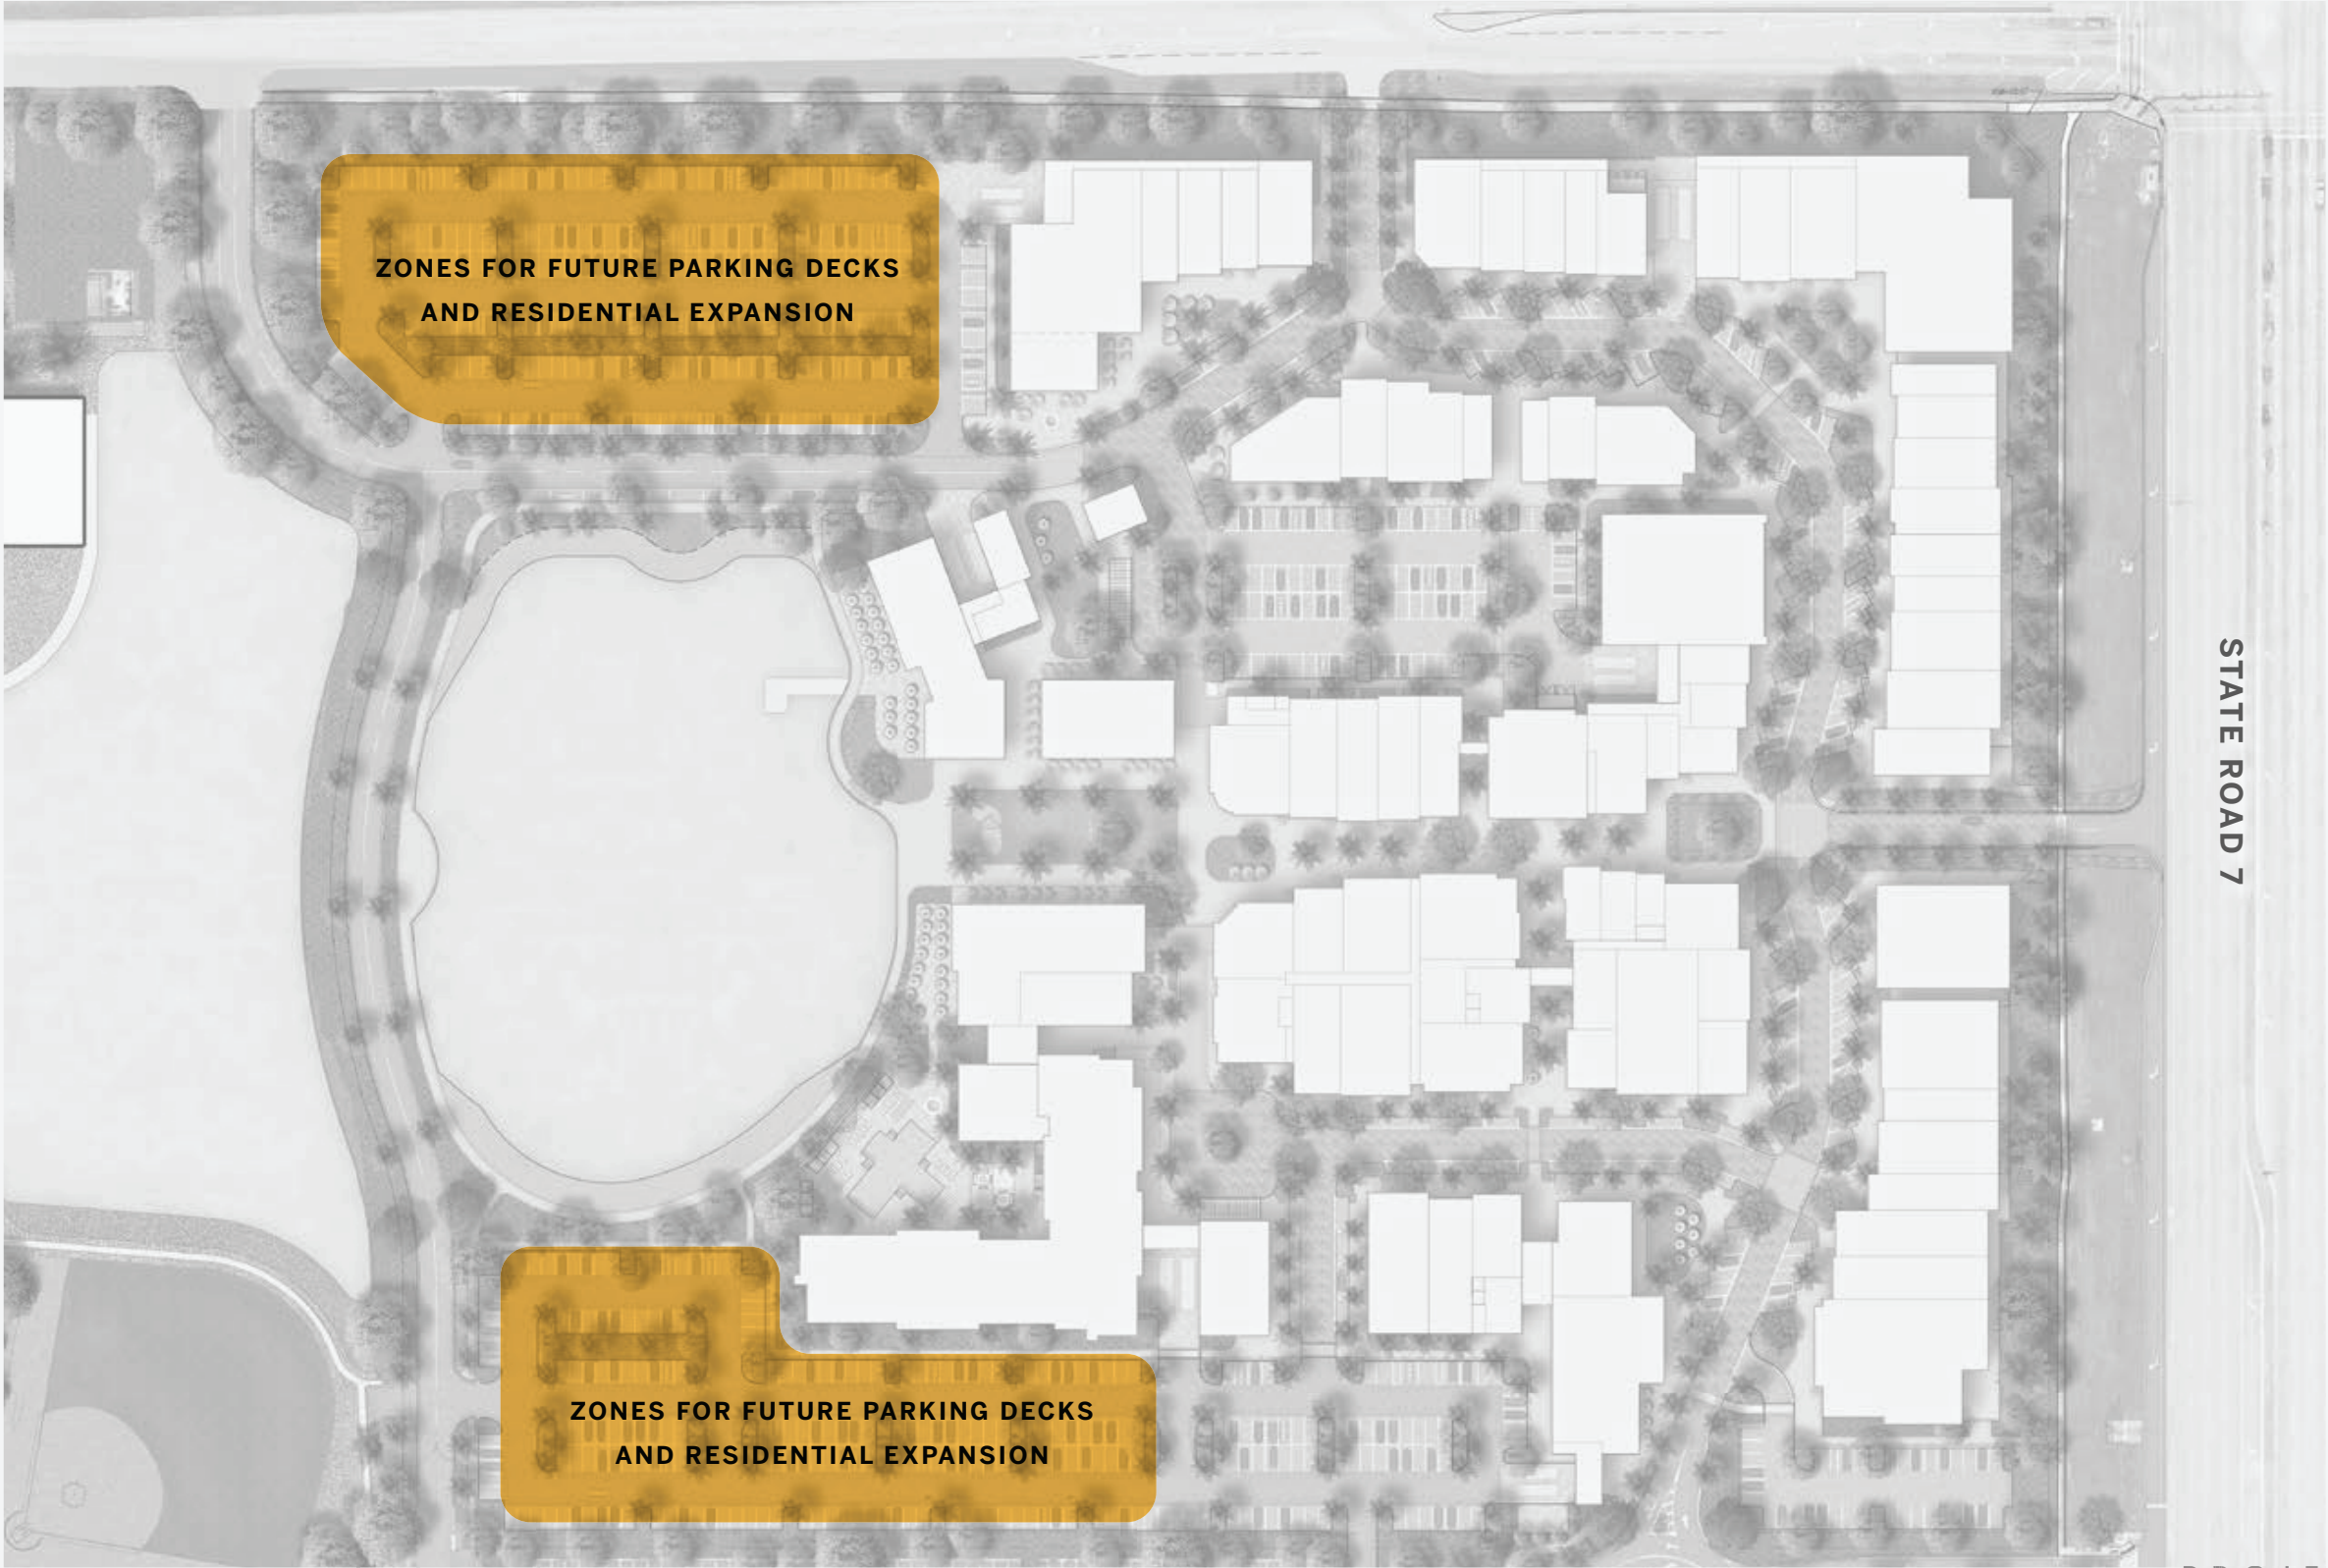 ZONES FOR FUTURE PARKING DECKS
AND RESIDENTIAL EXPANSION
STATE ROAD 7
ZONES FOR FUTURE PARKING DECKS
AND RESIDENTIAL EXPANSION